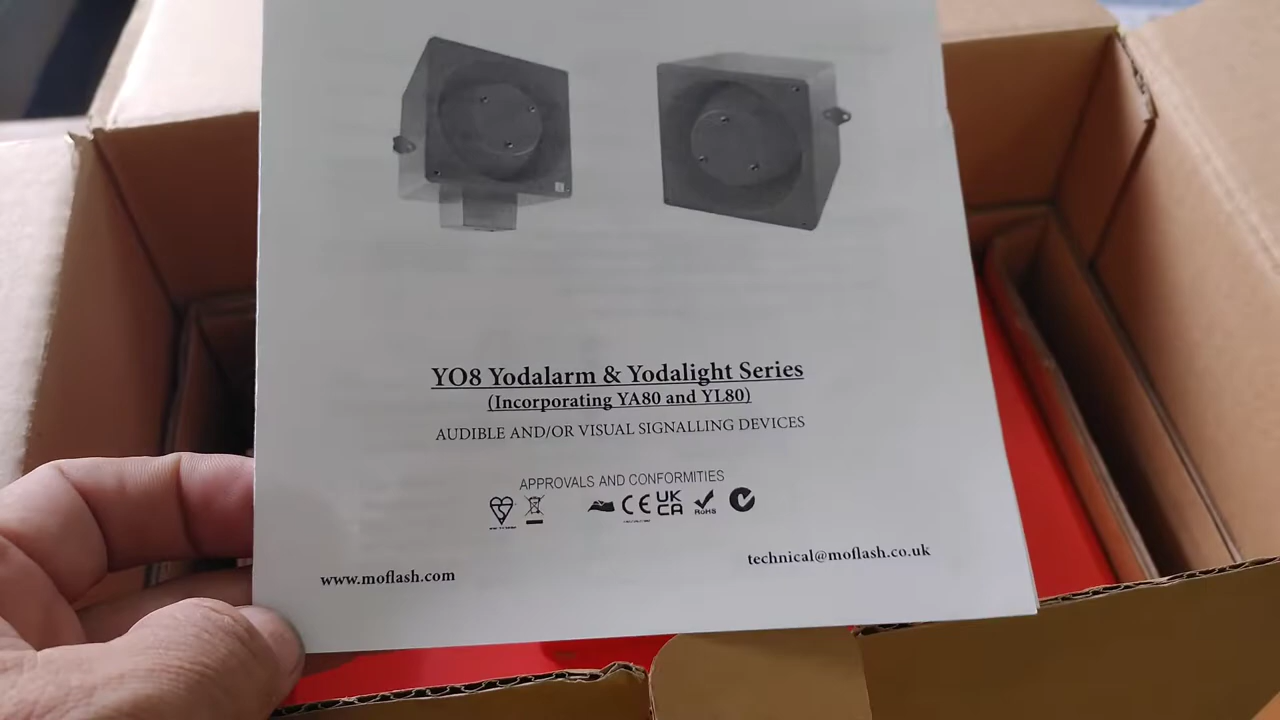 YO8 Yodalarm & Yodalight Series
(Incorporating YA80 and YL80)
AUDIBLE AND/OR VISUAL SIGNALLING DEVICES
APPROVALS AND CONFORMITIES
CE UK CA RoHS
www.moflash.com
technical@moflash.co.uk